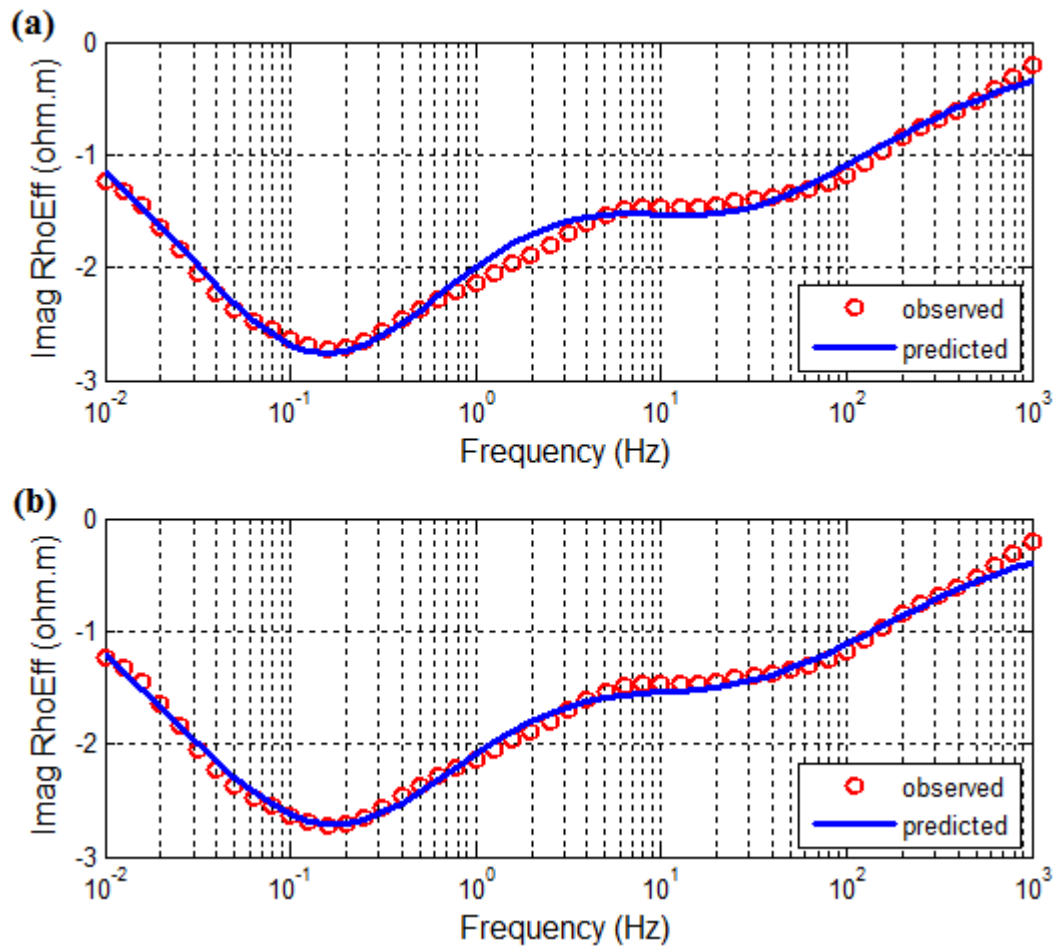 (a)
0
-1
-2
-3
Imag RhoEff (ohm.m)
observed
predicted
10^-2 10^-1 10^0 10^1 10^2 10^3
Frequency (Hz)
(b)
0
-1
-2
-3
Imag RhoEff (ohm.m)
observed
predicted
10^-2 10^-1 10^0 10^1 10^2 10^3
Frequency (Hz)